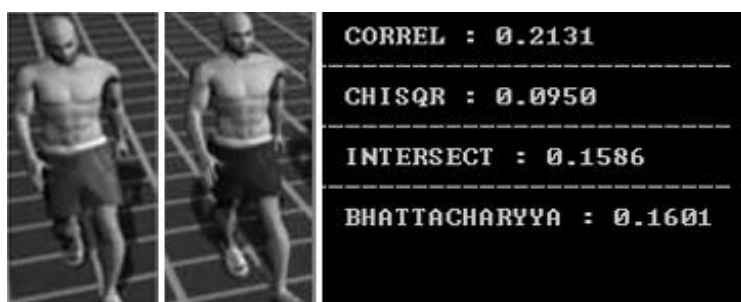 CORREL : 0.2131
CHISQR : 0.0950
INTERSECT : 0.1586
BHATTACHARYYA : 0.1601